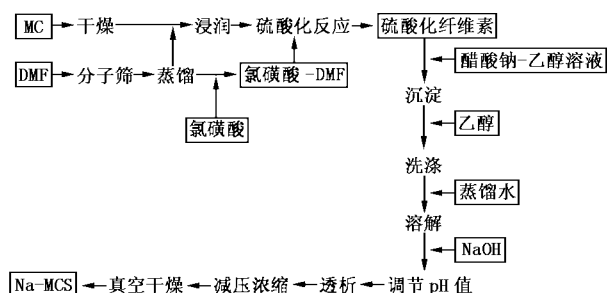 MC 干燥 浸润 硫酸化反应 硫酸化纤维素
DMF 分子筛 蒸馏 氯磺酸-DMF 醋酸钠-乙醇溶液
沉淀
氯磺酸 乙醇
洗涤
蒸馏水
溶解
NaOH
Na-MCS 真空干燥 减压浓缩 透析 调节 pH 值